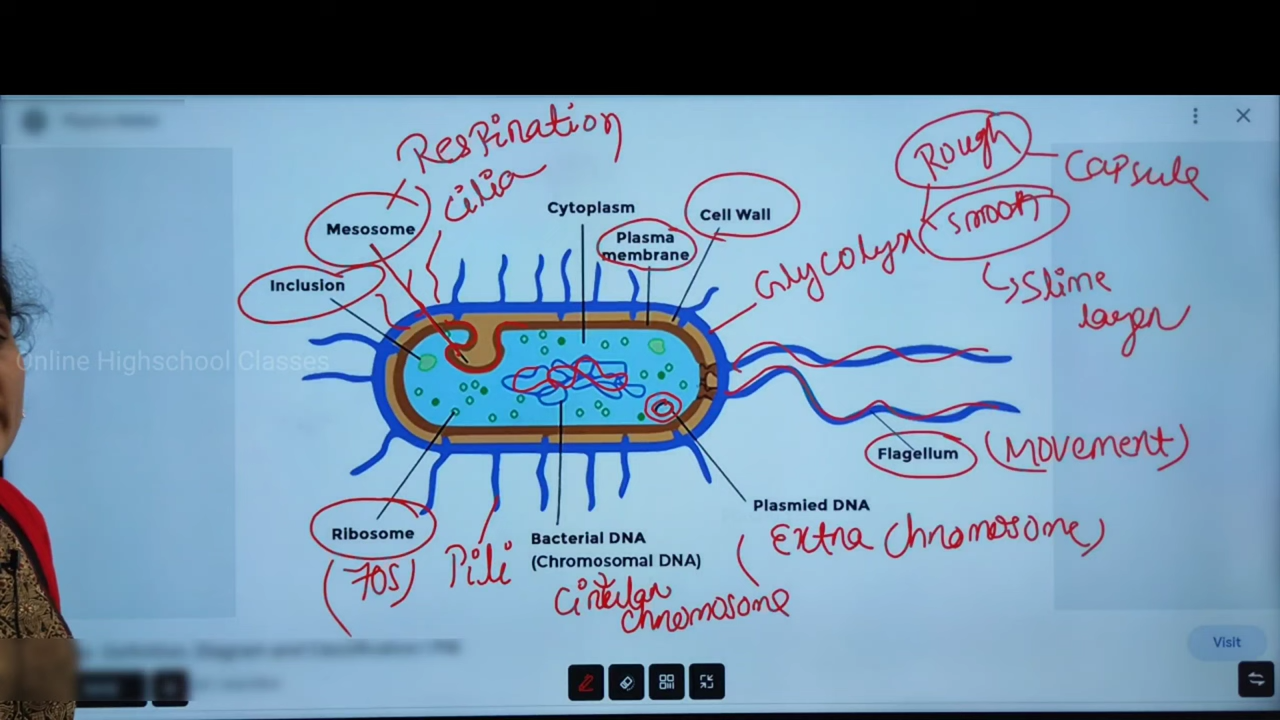 Respiration
cilia
Rough
Capsule
Smooth
Slime
layer
Glycolyx
Mesosome
Cytoplasm
Cell Wall
Plasma
membrane
Inclusion
Online Highschool Classes
Flagellum
(Movement)
Plasmied DNA
(Extra chromosome)
Ribosome
(70S)
Pili
Bacterial DNA
(Chromosomal DNA)
Circular
chromosome
Visit